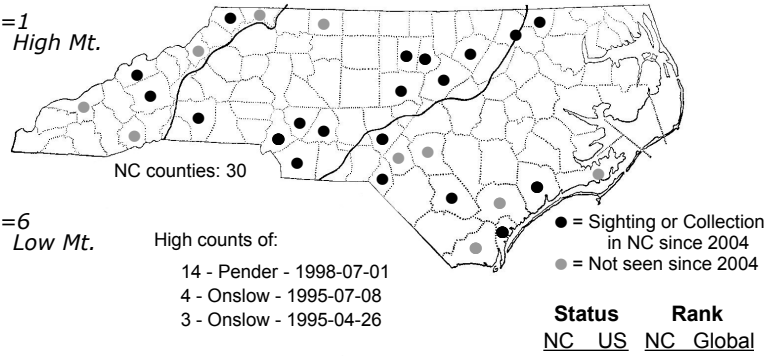 =1
High Mt.
NC counties: 30
=6
Low Mt.
High counts of:
14 - Pender - 1998-07-01
4 - Onslow - 1995-07-08
3 - Onslow - 1995-04-26
= Sighting or Collection
in NC since 2004
= Not seen since 2004
Status Rank
NC US NC Global